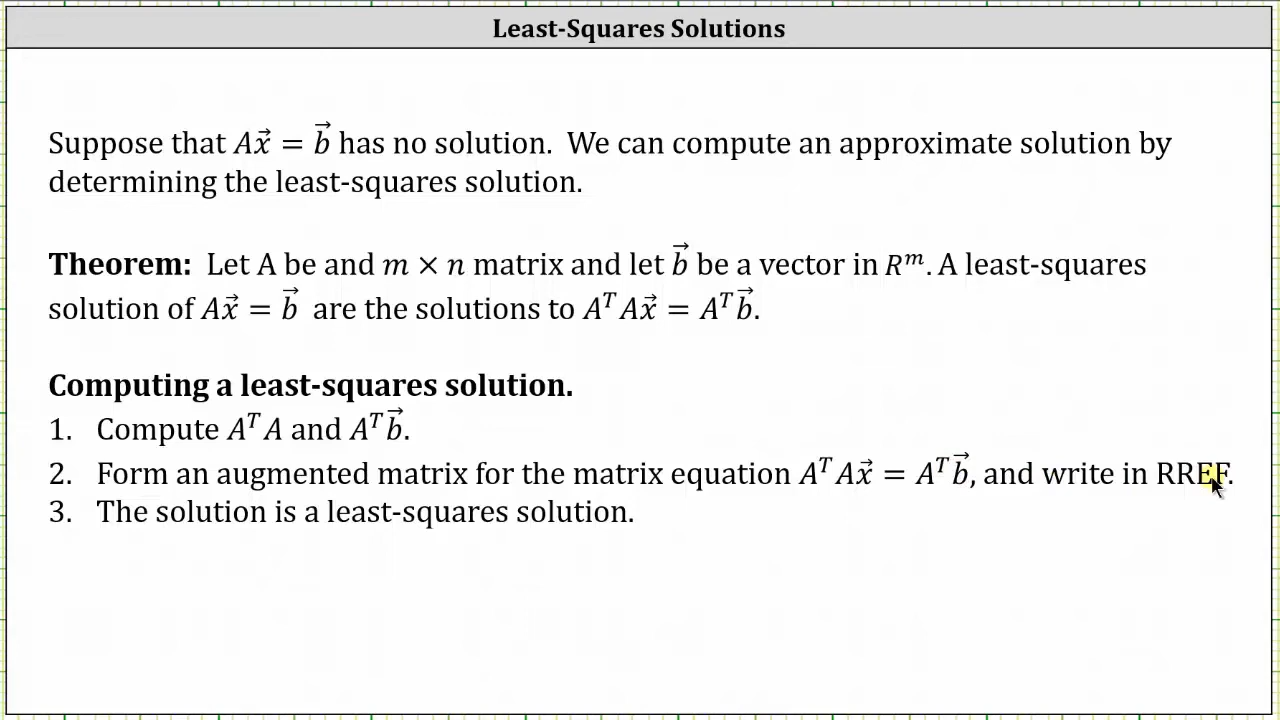 Least-Squares Solutions
Suppose that Ax⃗ = b⃗ has no solution. We can compute an approximate solution by
determining the least-squares solution.
Theorem: Let A be and m × n matrix and let b⃗ be a vector in Rᵐ. A least-squares
solution of Ax⃗ = b⃗ are the solutions to AᵀAx⃗ = Aᵀb⃗.
Computing a least-squares solution.
1. Compute AᵀA and Aᵀb⃗.
2. Form an augmented matrix for the matrix equation AᵀAx⃗ = Aᵀb⃗, and write in RREF.
3. The solution is a least-squares solution.